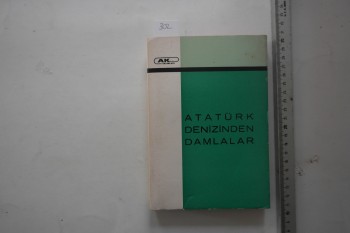 AK
ATATÜRK
DENİZİNDEN
DAMLALAR